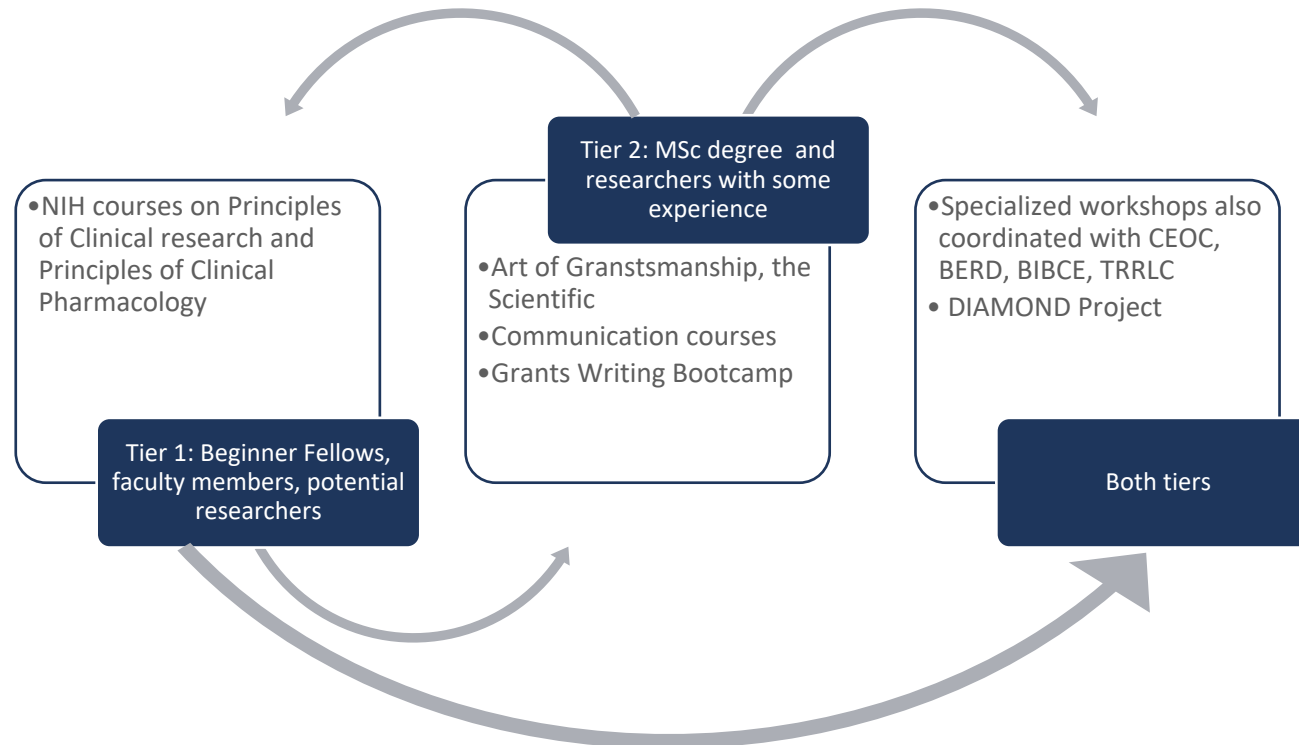 •NIH courses on Principles
of Clinical research and
Principles of Clinical
Pharmacology
Tier 1: Beginner Fellows,
faculty members, potential
researchers
Tier 2: MSc degree and
researchers with some
experience
•Art of Granstsmanship, the
Scientific
•Communication courses
•Grants Writing Bootcamp
•Specialized workshops also
coordinated with CEOC,
BERD, BIBCE, TRRLC
• DIAMOND Project
Both tiers